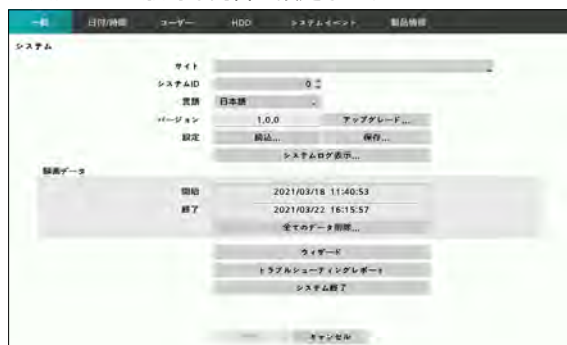 一般 日付/時間 ユーザー HDD システムイベント 製品情報
システム
サイト
システムID 0
言語 日本語
バージョン 1.0.0 アップグレード...
設定 読込... 保存...
システムログ表示...
録画データ
開始 2021/03/18 11:40:53
終了 2021/03/22 16:15:57
全てのデータ削除...
ウィザード
トラブルシューティングレポート
システム終了
キャンセル